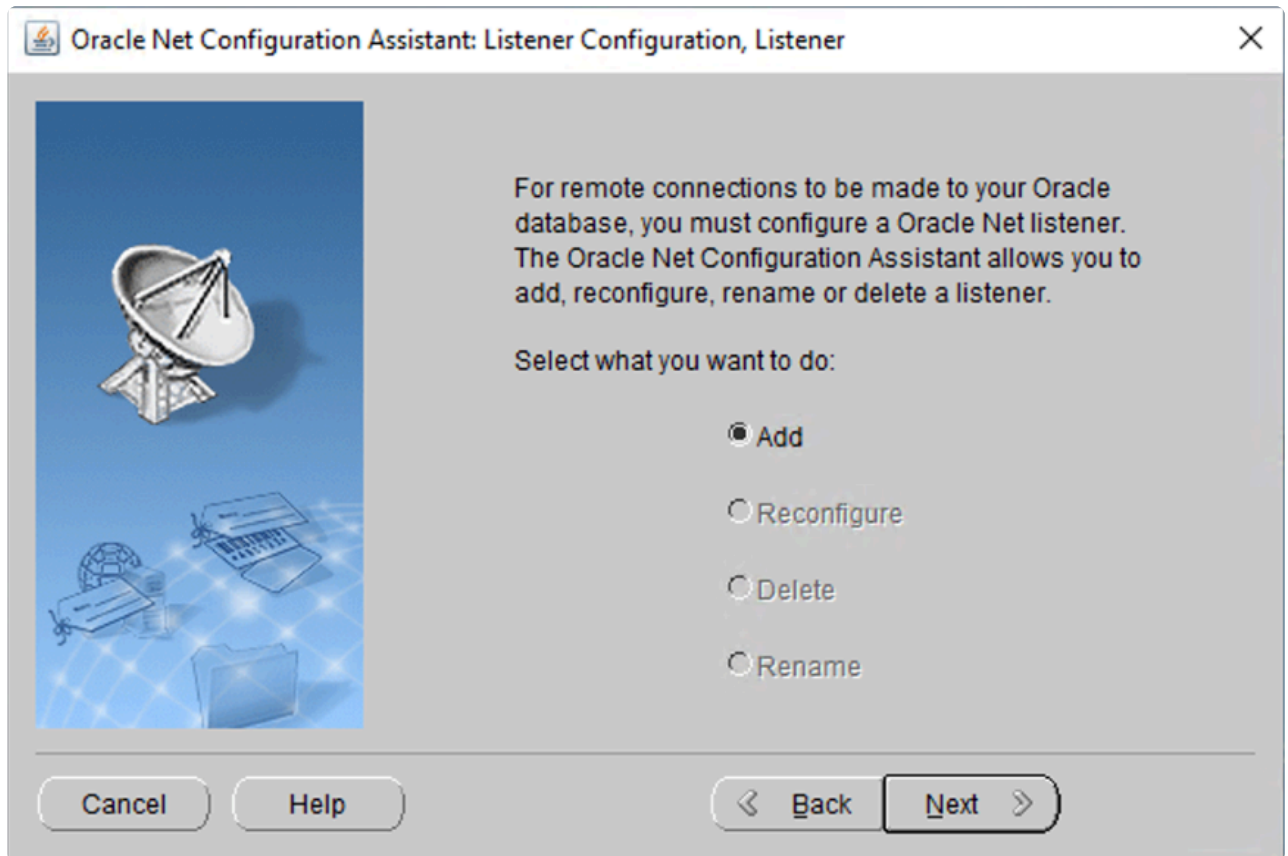 Oracle Net Configuration Assistant: Listener Configuration, Listener
For remote connections to be made to your Oracle
database, you must configure a Oracle Net listener.
The Oracle Net Configuration Assistant allows you to
add, reconfigure, rename or delete a listener.
Select what you want to do:
Add
Reconfigure
Delete
Rename
Cancel Help Back Next